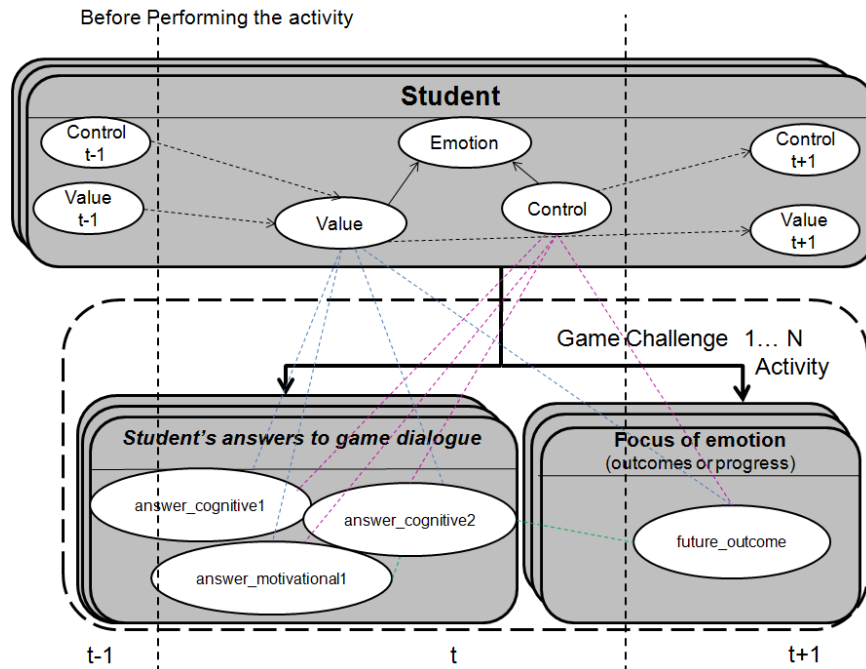 Before Performing the activity
Student
Control
t-1
Emotion
Control
t+1
Value
t-1
Value
Control
Value
t+1
Game Challenge 1... N
Activity
Student's answers to game dialogue
Focus of emotion
(outcomes or progress)
answer_cognitive1
answer_cognitive2
future_outcome
answer_motivational1
t-1
t
t+1